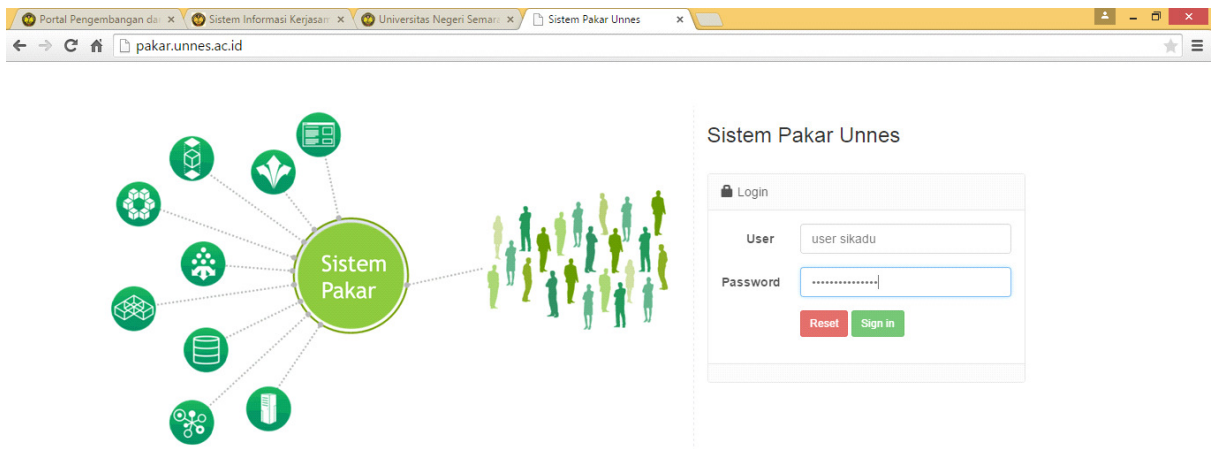 Portal Pengembangan da
Sistem Informasi Kerjasam
Universitas Negeri Semara
Sistem Pakar Unnes
pakar.unnes.ac.id
Sistem Pakar Unnes
Login
User
user sikadu
Password
Reset
Sign in
Sistem
Pakar